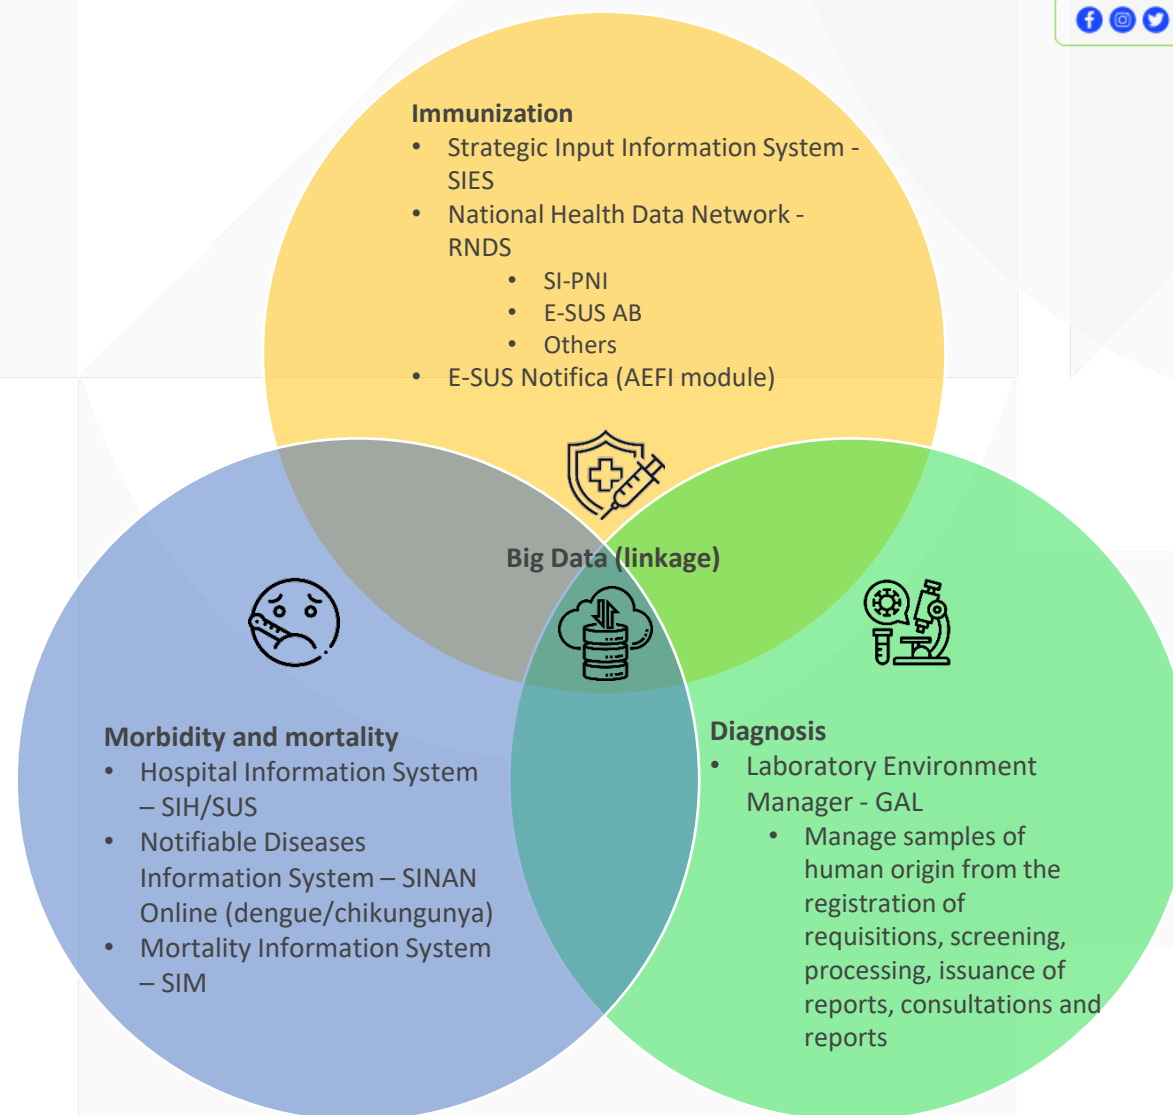 Immunization
• Strategic Input Information System -
SIES
• National Health Data Network -
RNDS
• SI-PNI
• E-SUS AB
• Others
• E-SUS Notifica (AEFI module)
Big Data (linkage)
Morbidity and mortality
• Hospital Information System
– SIH/SUS
• Notifiable Diseases
Information System – SINAN
Online (dengue/chikungunya)
• Mortality Information System
– SIM
Diagnosis
• Laboratory Environment
Manager - GAL
• Manage samples of
human origin from the
registration of
requisitions, screening,
processing, issuance of
reports, consultations and
reports